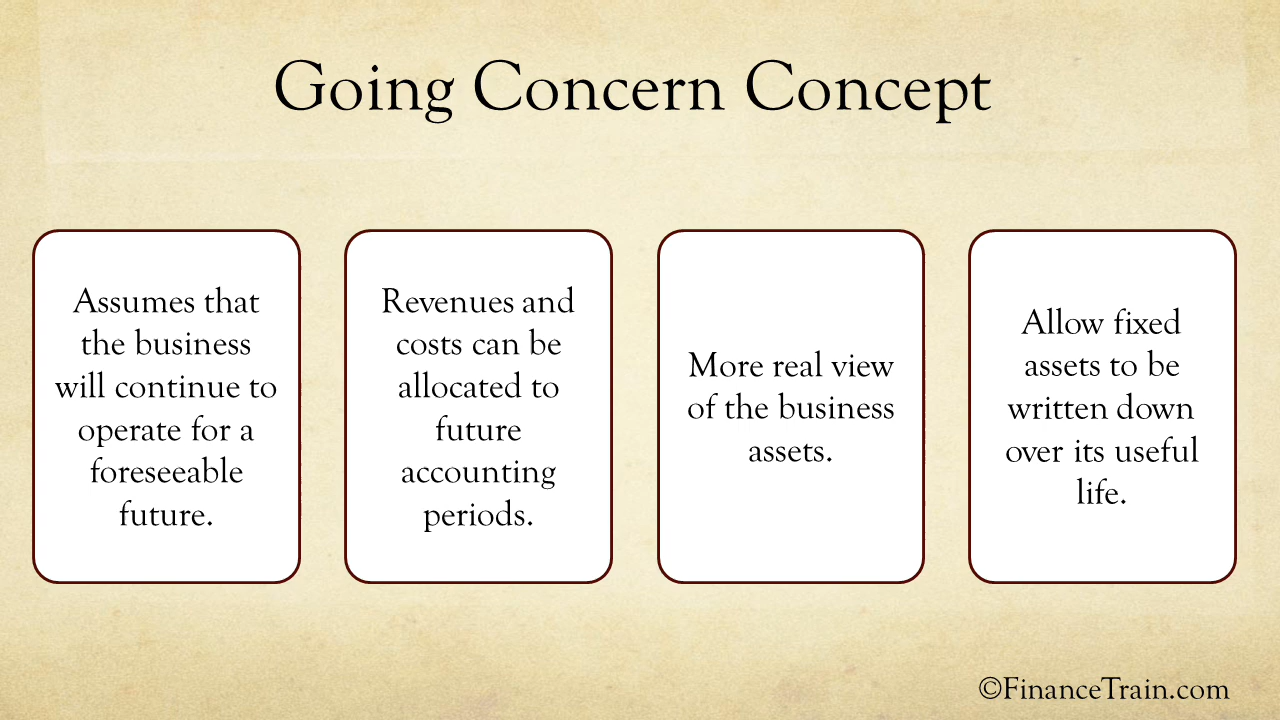 Going Concern Concept
Assumes that
the business
will continue to
operate for a
foreseeable
future.
Revenues and
costs can be
allocated to
future
accounting
periods.
More real view
of the business
assets.
Allow fixed
assets to be
written down
over its useful
life.
©FinanceTrain.com